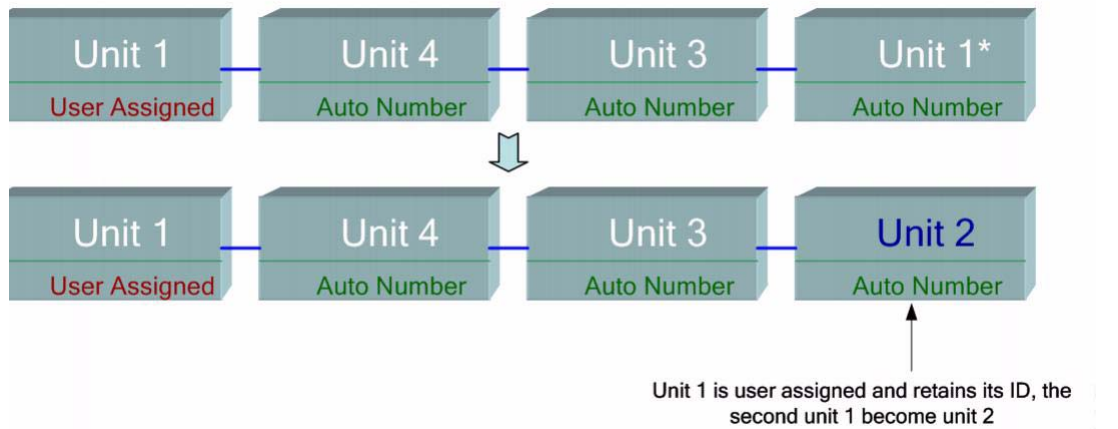 Unit 1 Unit 4 Unit 3 Unit 1*
User Assigned Auto Number Auto Number Auto Number
Unit 1 Unit 4 Unit 3 Unit 2
User Assigned Auto Number Auto Number Auto Number
Unit 1 is user assigned and retains its ID, the
second unit 1 become unit 2